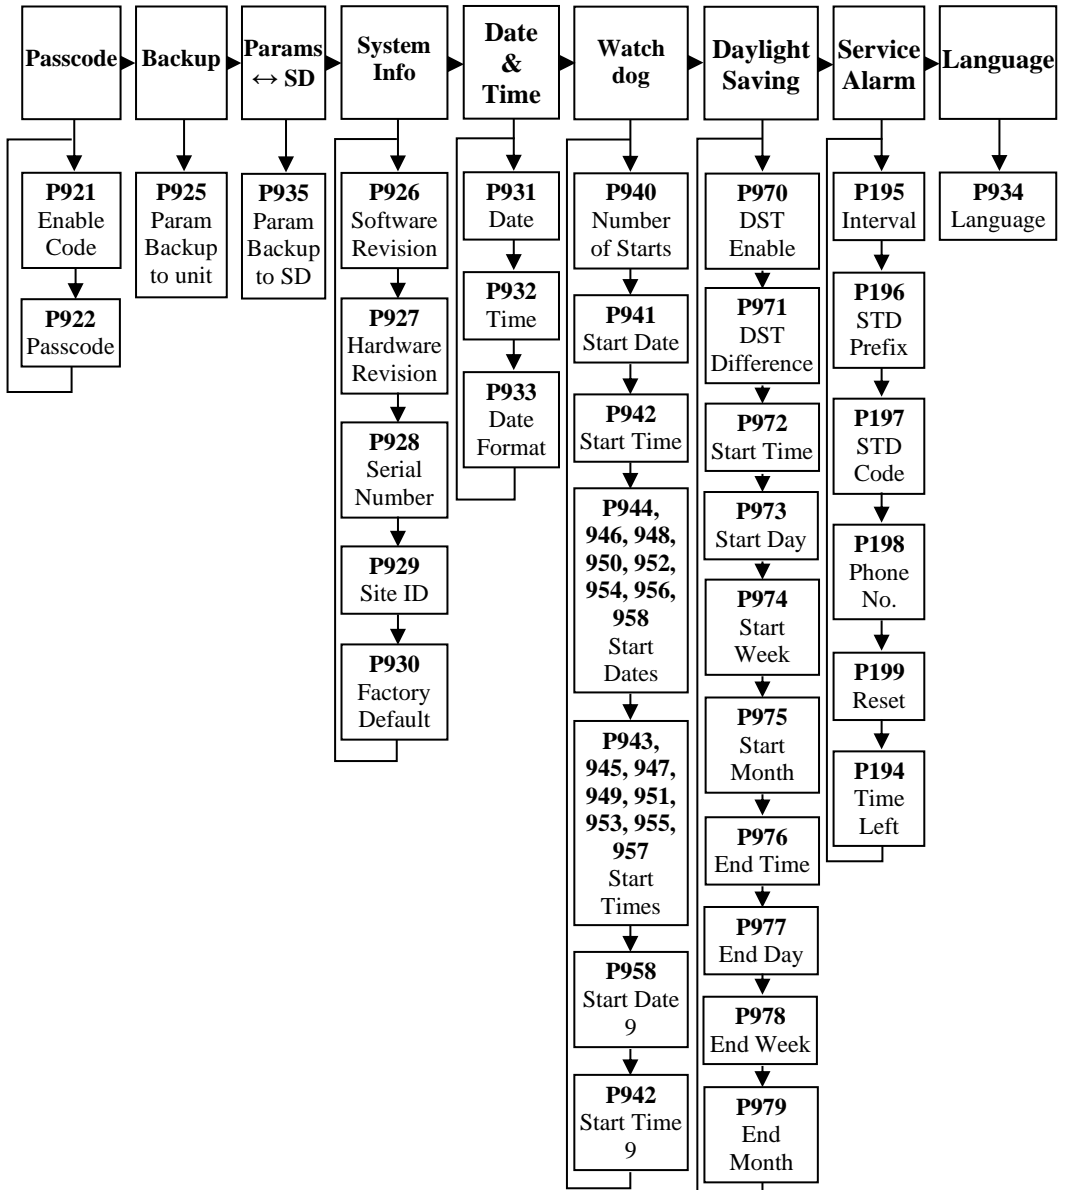 Passcode
Backup
Params
↔ SD
System
Info
Date
&
Time
Watch
dog
Daylight
Saving
Service
Alarm
Language
P921
Enable
Code
P922
Passcode
P925
Param
Backup
to unit
P935
Param
Backup
to SD
P926
Software
Revision
P927
Hardware
Revision
P928
Serial
Number
P929
Site ID
P930
Factory
Default
P931
Date
P932
Time
P933
Date
Format
P940
Number
of Starts
P941
Start Date
P942
Start Time
P944,
946, 948,
950, 952,
954, 956,
958
Start
Dates
P943,
945, 947,
949, 951,
953, 955,
957
Start
Times
P958
Start Date
9
P942
Start Time
9
P970
DST
Enable
P971
DST
Difference
P972
Start Time
P973
Start Day
P974
Start
Week
P975
Start
Month
P976
End Time
P977
End Day
P978
End Week
P979
End
Month
P195
Interval
P196
STD
Prefix
P197
STD
Code
P198
Phone
No.
P199
Reset
P194
Time
Left
P934
Language